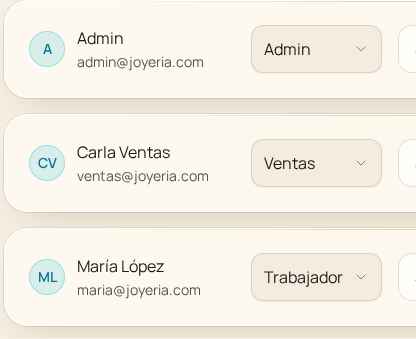 A
Admin
admin@joyeria.com
Admin
CV
Carla Ventas
ventas@joyeria.com
Ventas
ML
María López
maria@joyeria.com
Trabajador